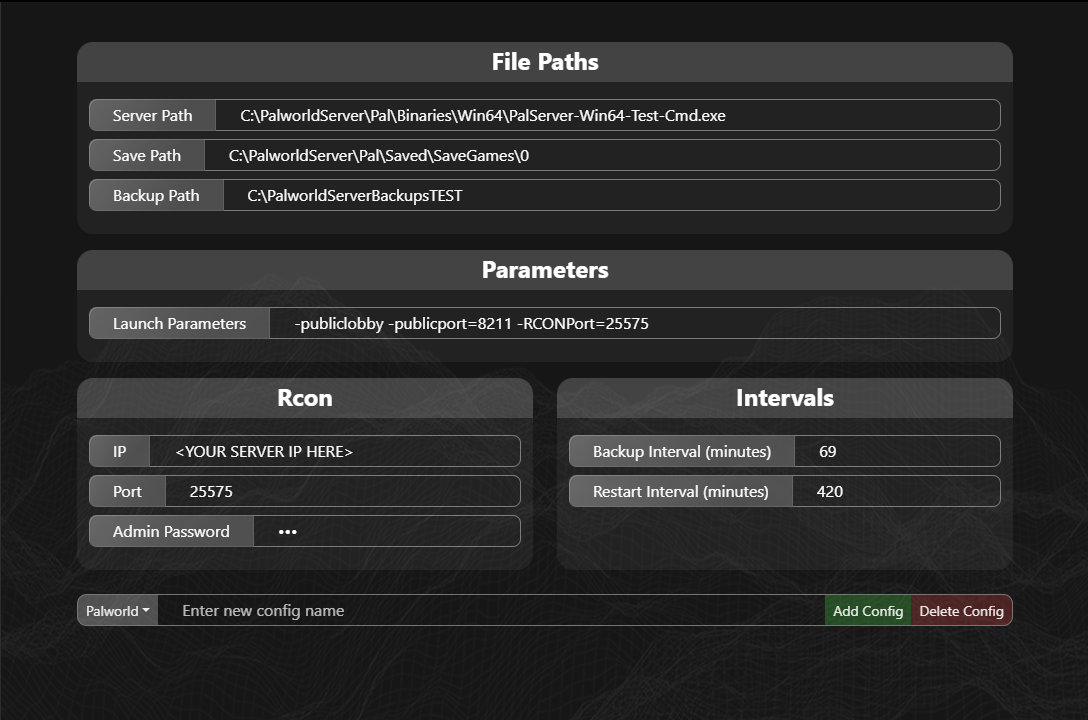 File Paths
Server Path C:\PalworldServer\Pal\Binaries\Win64\PalServer-Win64-Test-Cmd.exe
Save Path C:\PalworldServer\Pal\Saved\SaveGames\0
Backup Path C:\PalworldServerBackupsTEST
Parameters
Launch Parameters -publiclobby -publicport=8211 -RCONPort=25575
Rcon
IP <YOUR SERVER IP HERE>
Port 25575
Admin Password •••
Intervals
Backup Interval (minutes) 69
Restart Interval (minutes) 420
Palworld Enter new config name Add Config Delete Config